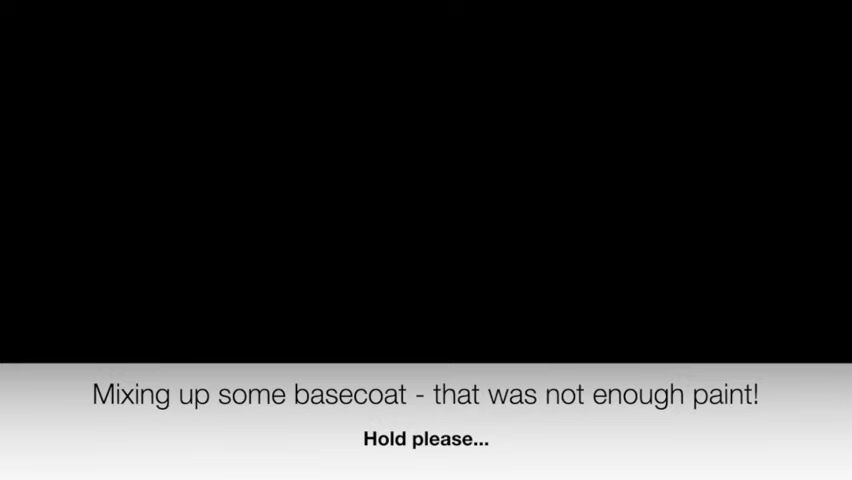 Mixing up some basecoat - that was not enough paint!
Hold please...